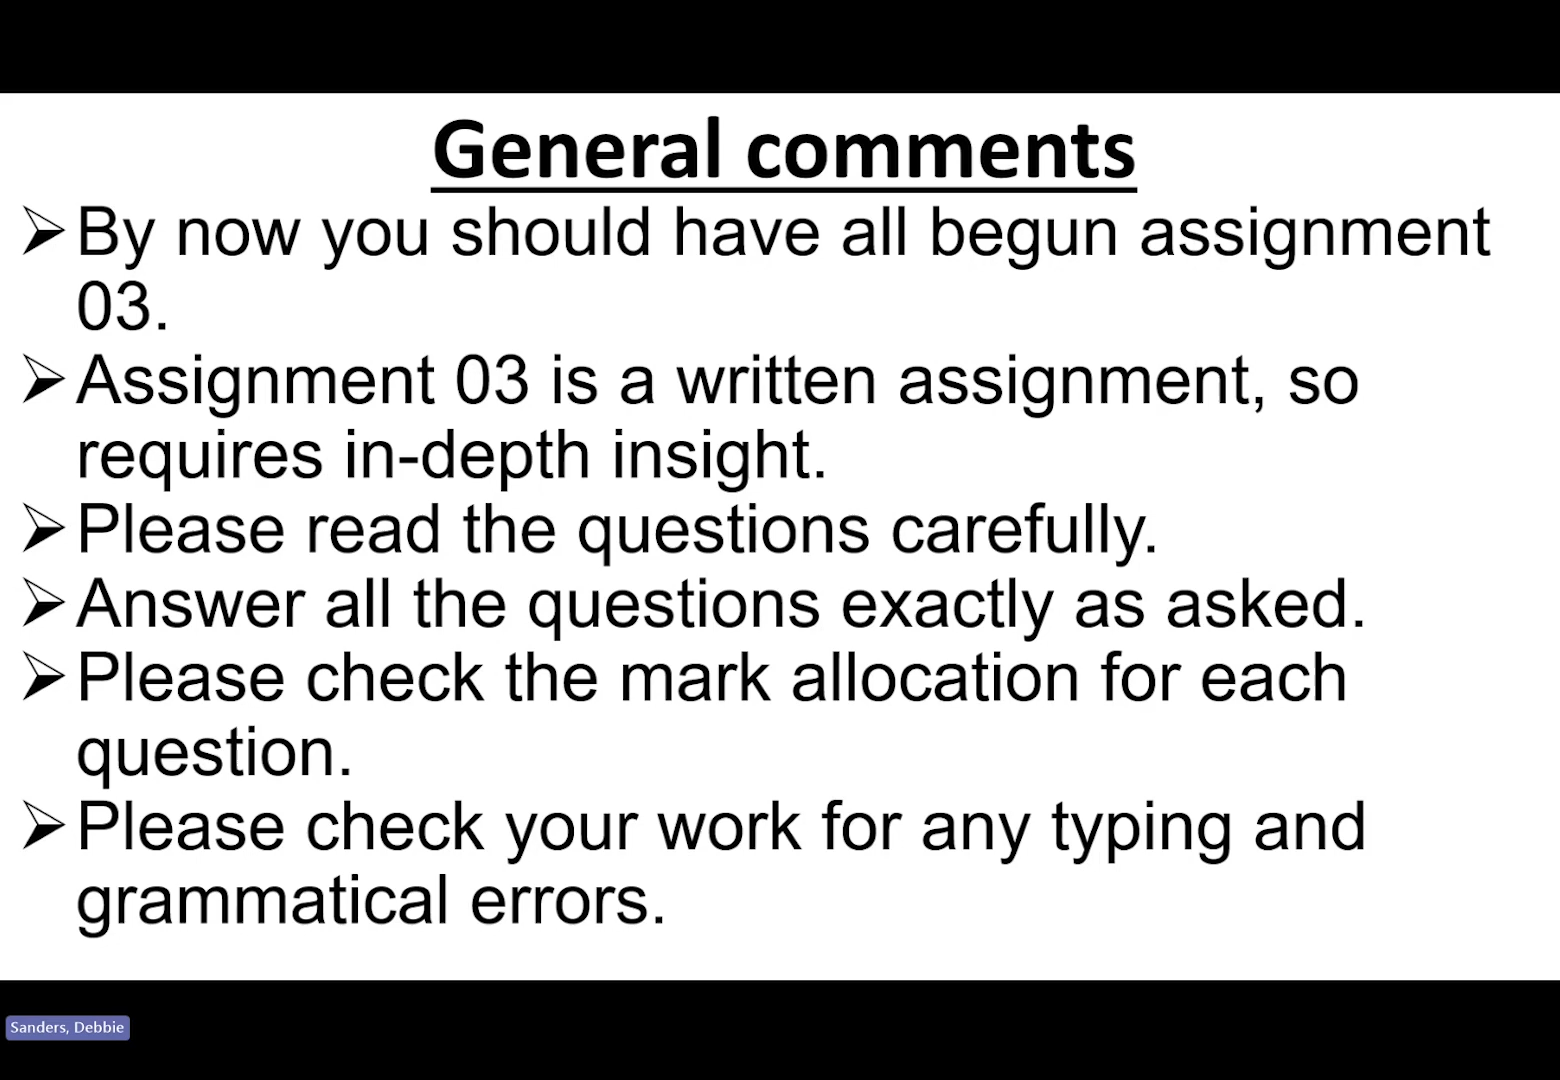 General comments
➢By now you should have all begun assignment
03.
➢Assignment 03 is a written assignment, so
requires in-depth insight.
➢Please read the questions carefully.
➢Answer all the questions exactly as asked.
➢Please check the mark allocation for each
question.
➢Please check your work for any typing and
grammatical errors.
Sanders, Debbie